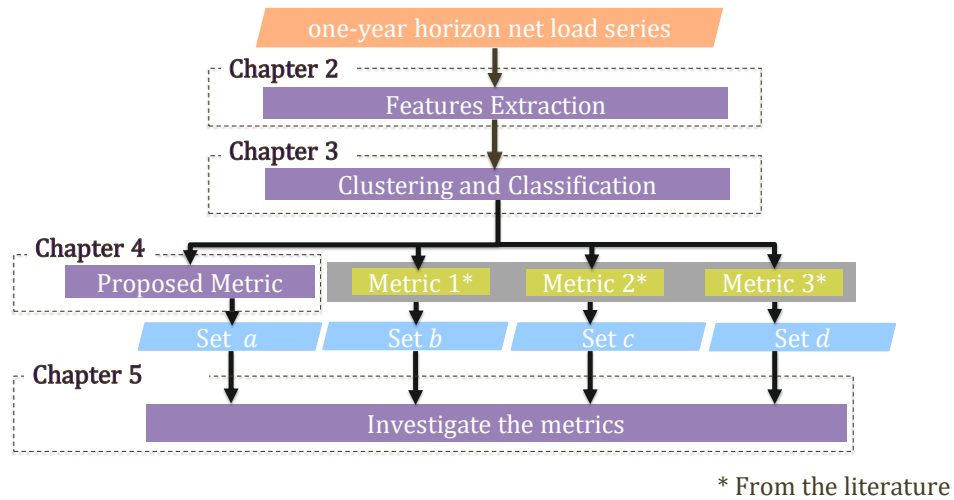 one-year horizon net load series
Chapter 2
Features Extraction
Chapter 3
Clustering and Classification
Chapter 4
Proposed Metric
Metric 1*
Metric 2*
Metric 3*
Set a
Set b
Set c
Set d
Chapter 5
Investigate the metrics
* From the literature